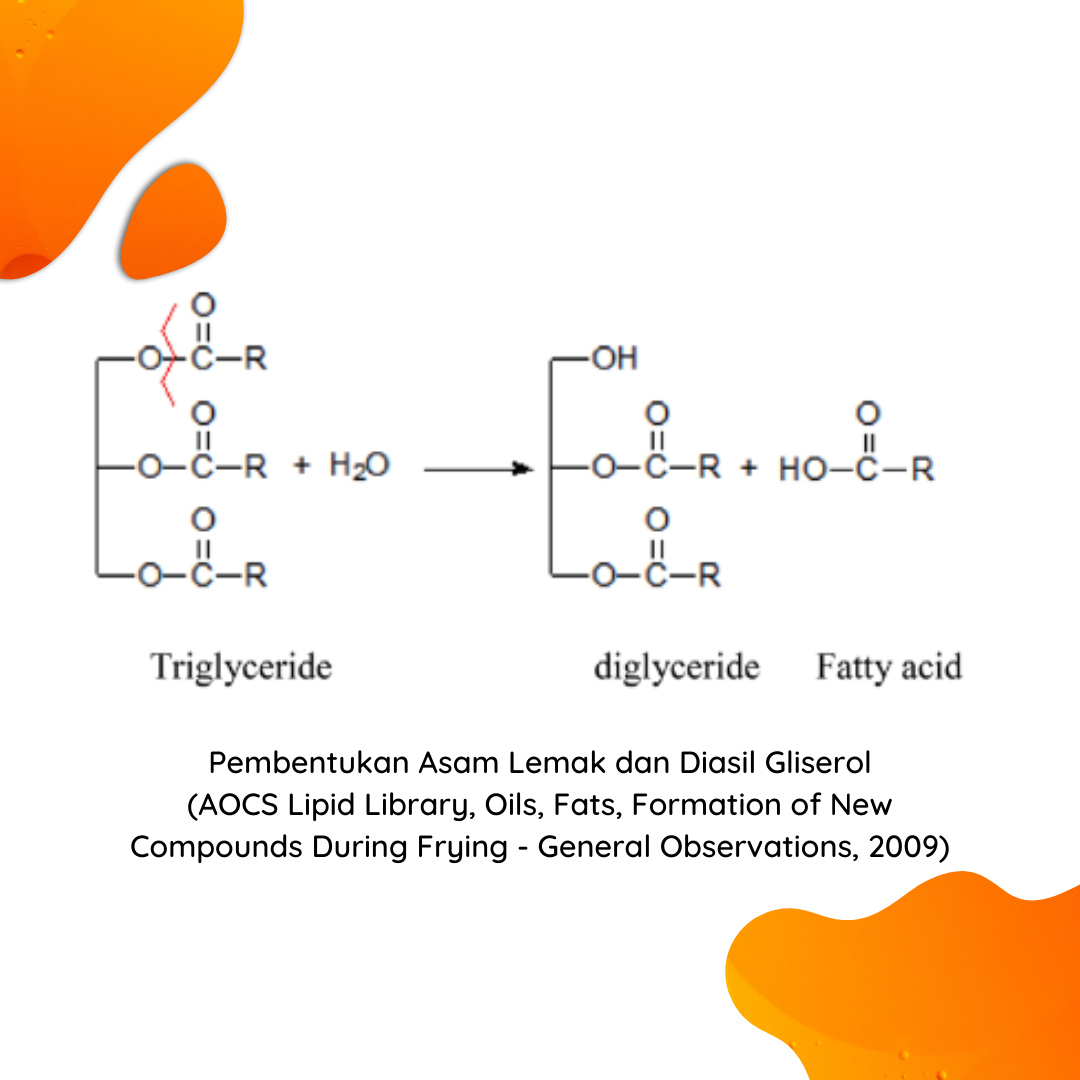 O
O–C–R
O
O–C–R + H₂O
O
O–C–R
OH
O
O–C–R +
O
O–C–R
O
HO–C–R
Triglyceride
diglyceride
Fatty acid
Pembentukan Asam Lemak dan Diasil Gliserol
(AOCS Lipid Library, Oils, Fats, Formation of New
Compounds During Frying - General Observations, 2009)